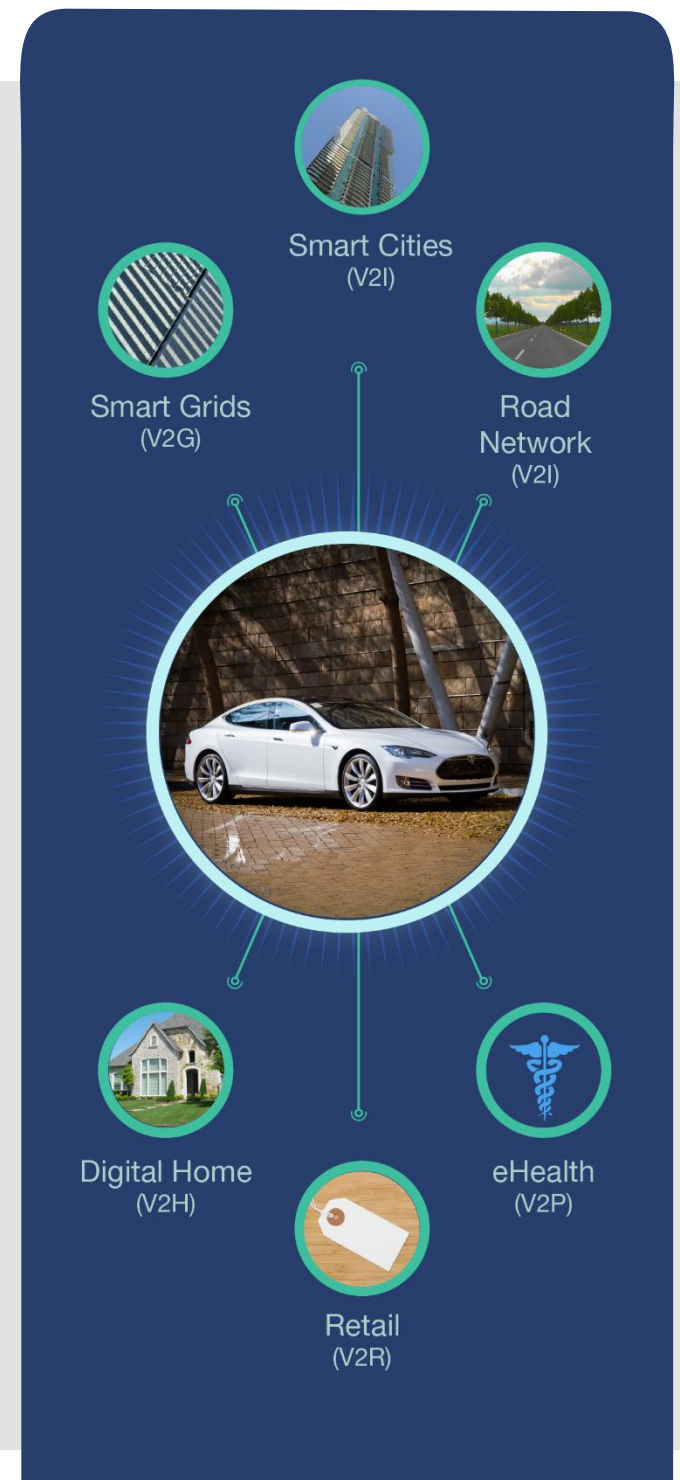 Smart Cities
(V2I)
Smart Grids
(V2G)
Road
Network
(V2I)
Digital Home
(V2H)
eHealth
(V2P)
Retail
(V2R)